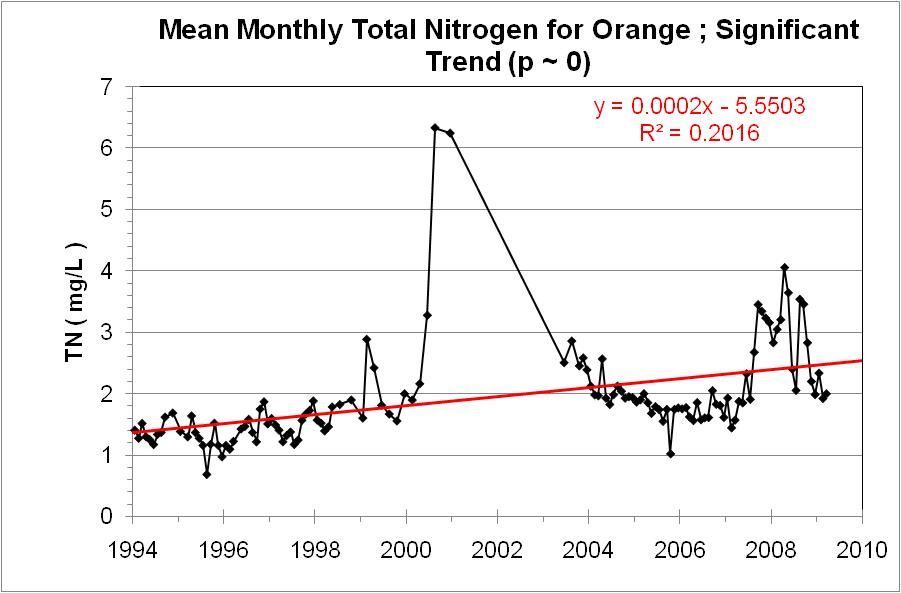 Mean Monthly Total Nitrogen for Orange ; Significant
Trend (p ~ 0)
y = 0.0002x - 5.5503
R² = 0.2016
TN ( mg/L )
7
6
5
4
3
2
1
0
1994 1996 1998 2000 2002 2004 2006 2008 2010